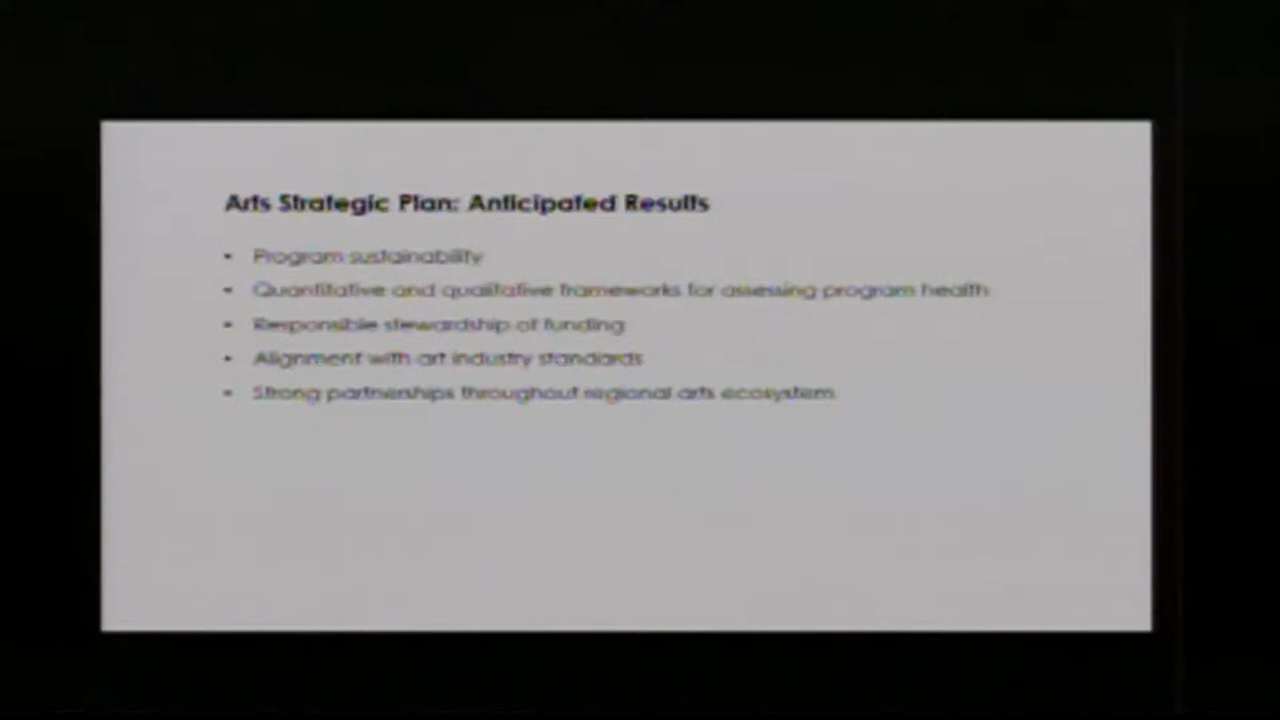 Arts Strategic Plan: Anticipated Results
• Program sustainability
• Quantitative and qualitative frameworks for assessing program health
• Responsible stewardship of funding
• Alignment with art industry standards
• Strong partnerships throughout regional arts ecosystem